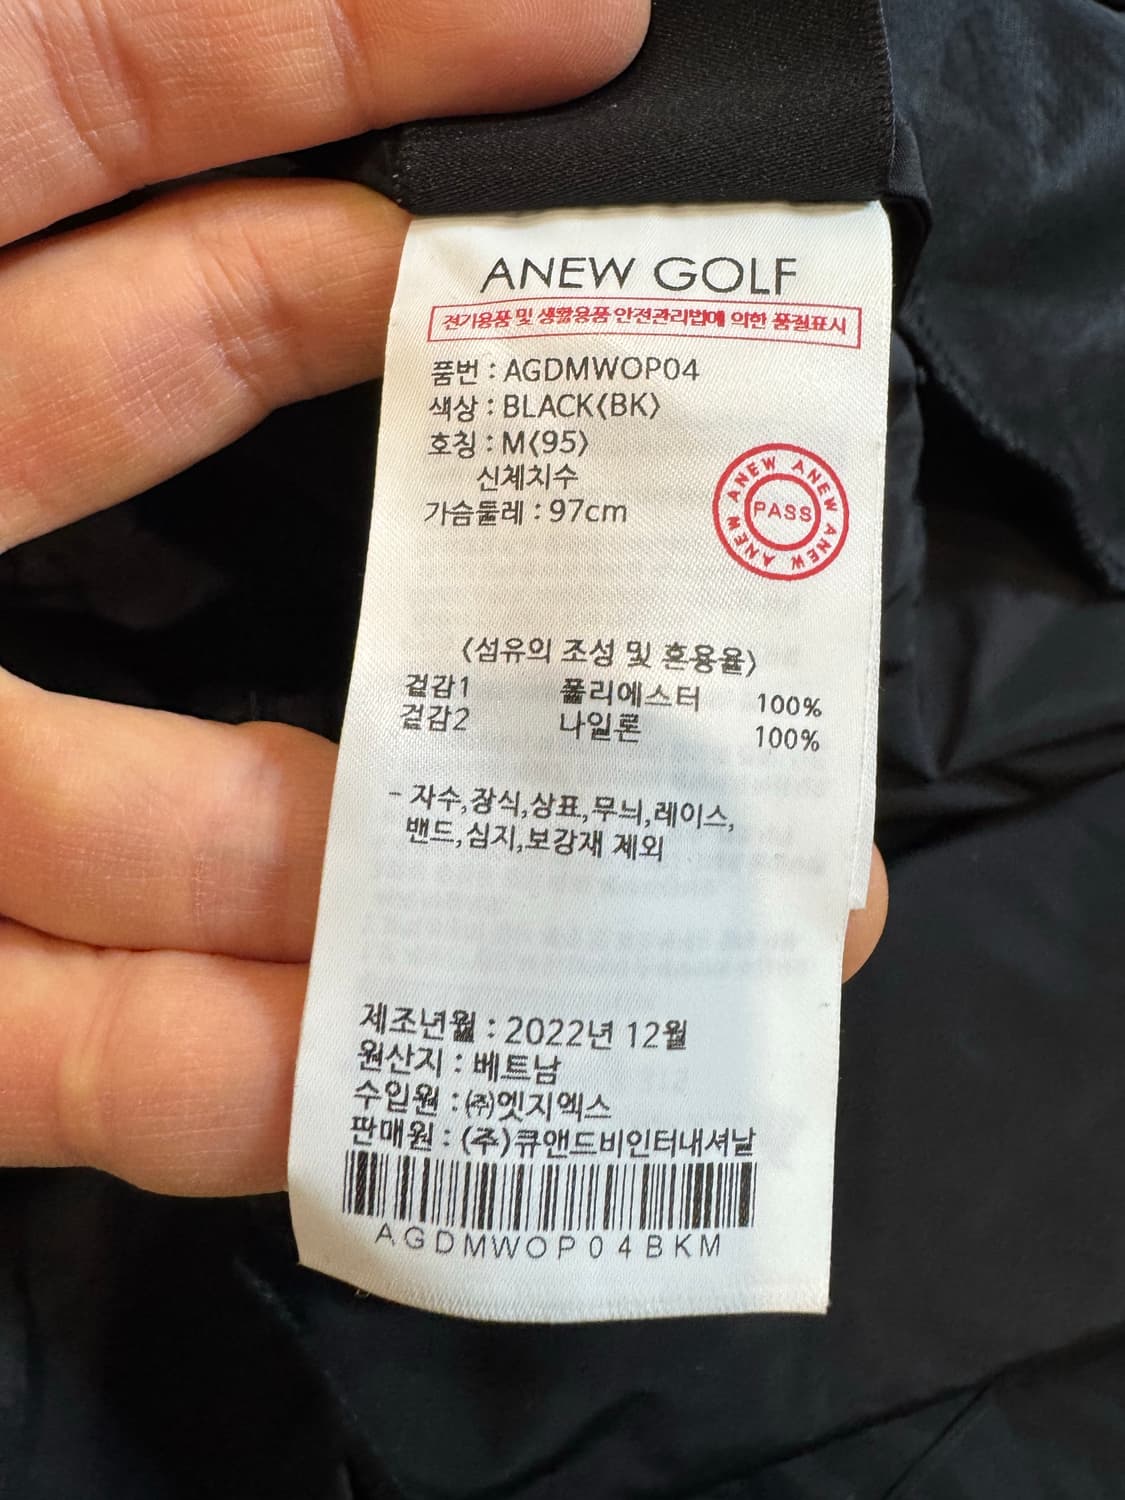 ANEW GOLF
전기용품 및 생활용품 안전관리법에 의한 품질표시
품번 : AGDMWOP04
색상 : BLACK(BK)
호칭 : M(95)
신체치수
가슴둘레 : 97cm
ANEW ANEW ANEW ANEW ANEW
PASS
<섬유의 조성 및 혼용율>
겉감1 폴리에스터 100%
겉감2 나일론 100%
- 자수,장식,상표,무늬,레이스,
밴드,심지,보강재 제외
제조년월 : 2022년 12월
원산지 : 베트남
수입원 : ㈜엣지엑스
판매원 : (주)큐앤드비인터내셔날
AGDMWOP04BKM